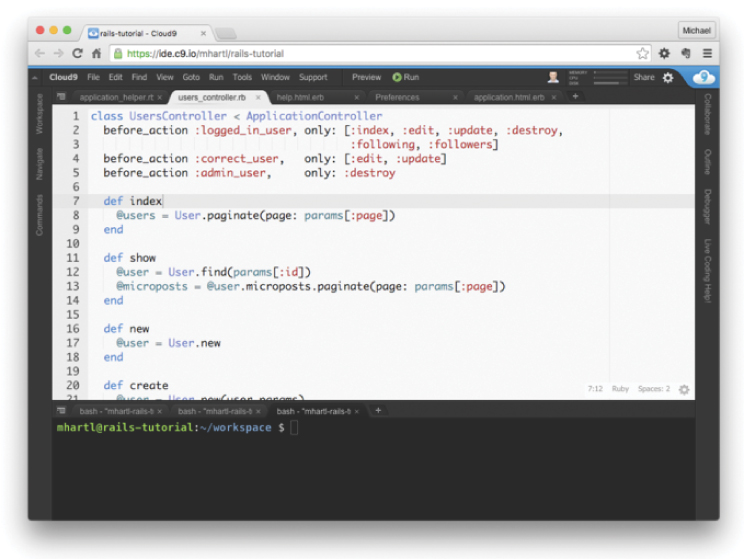 rails-tutorial - Cloud9
Michael
https://ide.c9.io/mhartl/rails-tutorial
Cloud9 File Edit Find View Goto Run Tools Window Support Preview Run MEMORY CPU DISK Share
application_helper.rb users_controller.rb help.html.erb Preferences application.html.erb
Workspace
Navigate
Commands
Collaborate
Outline
Debugger
Live Coding Help!
1 class UsersController < ApplicationController
2 before_action :logged_in_user, only: [:index, :edit, :update, :destroy,
3 :following, :followers]
4 before_action :correct_user, only: [:edit, :update]
5 before_action :admin_user, only: :destroy
6
7 def index
8 @users = User.paginate(page: params[:page])
9 end
10
11 def show
12 @user = User.find(params[:id])
13 @microposts = @user.microposts.paginate(page: params[:page])
14 end
15
16 def new
17 @user = User.new
18 end
19
20 def create
21 @user = User.new(user_params)
7:12 Ruby Spaces: 2
bash - "mhartl-rails-t bash - "mhartl-rails-t bash - "mhartl-rails-t
mhartl@rails-tutorial:~/workspace $